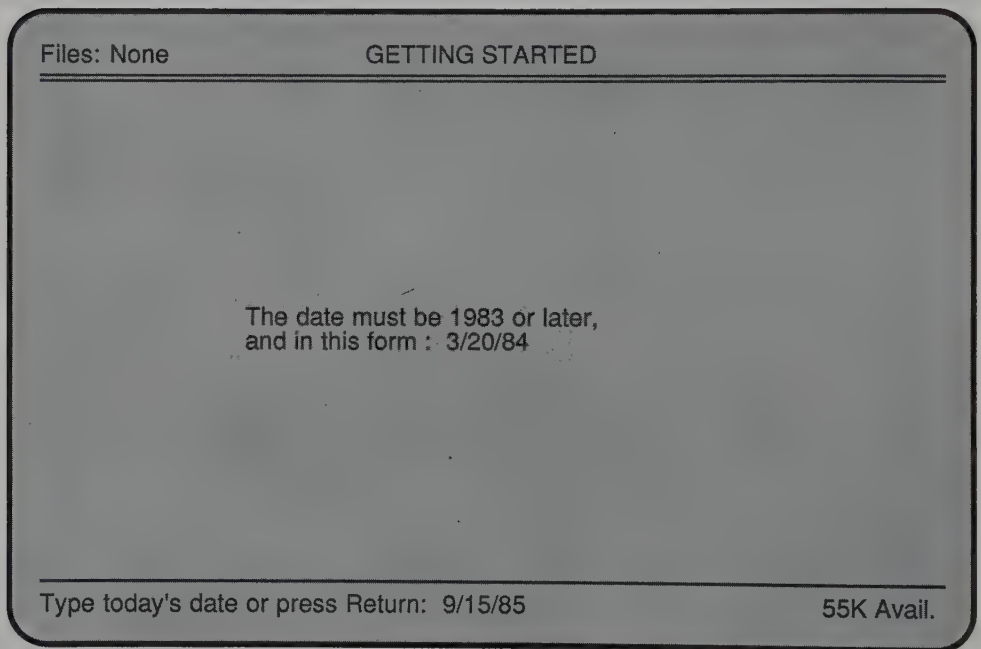 Files: None GETTING STARTED
The date must be 1983 or later,
and in this form : 3/20/84
Type today's date or press Return: 9/15/85 55K Avail.